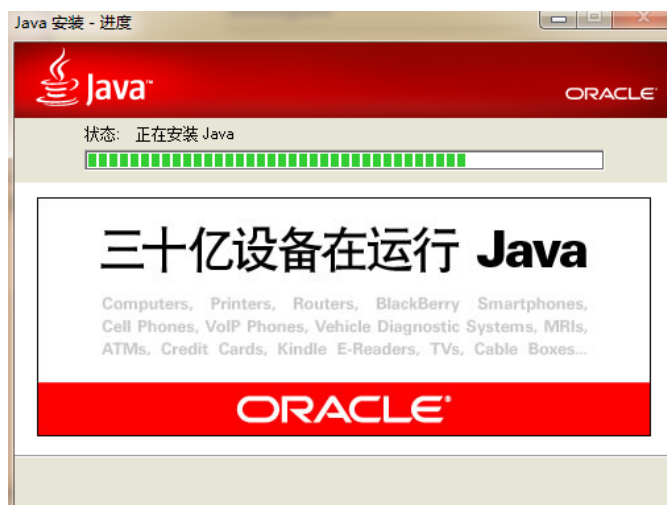 Java 安装 - 进度
Java™
ORACLE®
状态: 正在安装 Java
三十亿设备在运行 Java
Computers, Printers, Routers, BlackBerry Smartphones,
Cell Phones, VoIP Phones, Vehicle Diagnostic Systems, MRIs,
ATMs, Credit Cards, Kindle E-Readers, TVs, Cable Boxes...
ORACLE®